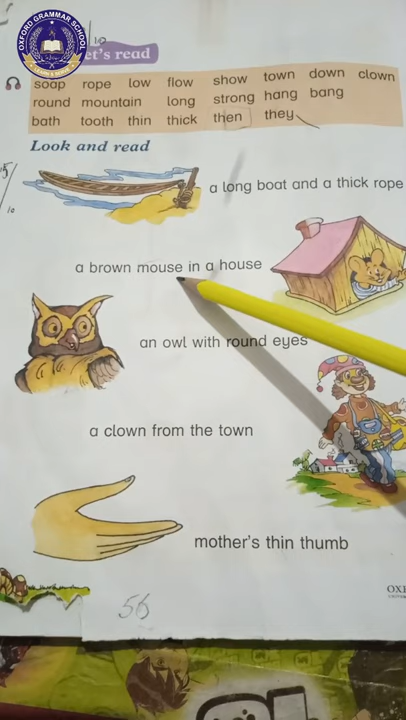 OXFORD GRAMMAR SCHOOL
Let's read
soap rope low flow show town down clown
round mountain long strong hang bang
bath tooth thin thick then they
Look and read
a long boat and a thick rope
a brown mouse in a house
an owl with round eyes
a clown from the town
mother's thin thumb
56